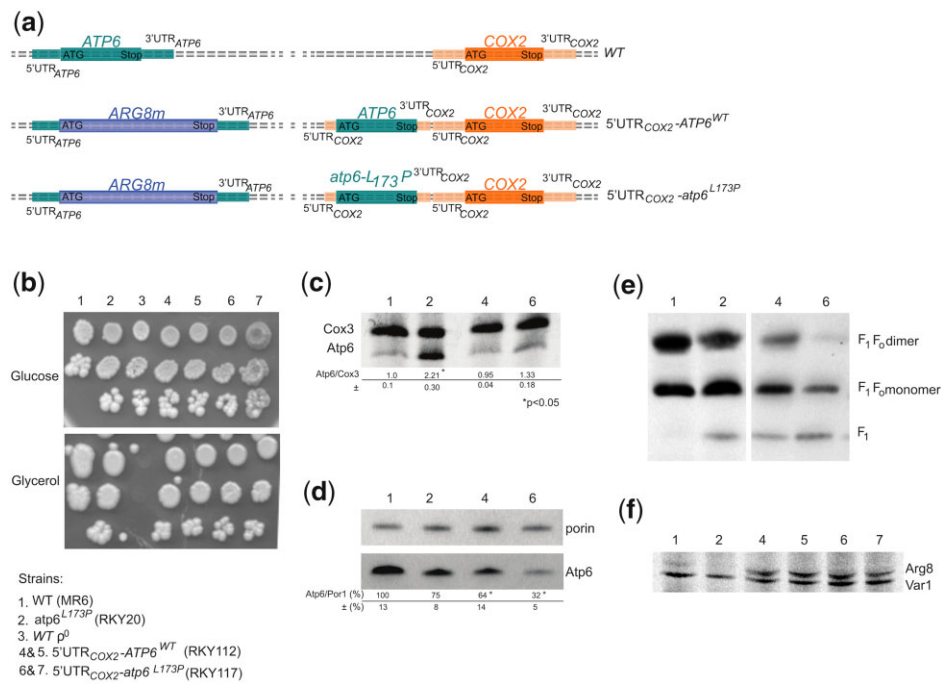 (a)
ATP6 3'UTRATP6 COX2 3'UTRCOX2
ATG Stop ATG Stop WT
5'UTRATP6 5'UTRCOX2
ARG8m 3'UTRATP6 ATP6 3'UTRCOX2 COX2 3'UTRCOX2
ATG Stop ATG Stop ATG Stop 5'UTRCOX2-ATP6WT
5'UTRATP6 5'UTRCOX2 5'UTRCOX2
ARG8m 3'UTRATP6 atp6-L173P 3'UTRCOX2 COX2 3'UTRCOX2
ATG Stop ATG Stop ATG Stop 5'UTRCOX2-atp6L173P
5'UTRATP6 5'UTRCOX2 5'UTRCOX2
(b)
1 2 3 4 5 6 7
Glucose
Glycerol
Strains:
1. WT (MR6)
2. atp6L173P (RKY20)
3. WT ρ0
4&5. 5'UTRCOX2-ATP6WT (RKY112)
6&7. 5'UTRCOX2-atp6L173P (RKY117)
(c)
1 2 4 6
Cox3
Atp6
Atp6/Cox3 1.0 2.21* 0.95 1.33
± 0.1 0.30 0.04 0.18
*p<0.05
(d)
1 2 4 6
porin
Atp6
Atp6/Por1 (%) 100 75 64* 32*
± (%) 13 8 14 5
(e)
1 2 4 6
F1Fo dimer
F1Fo monomer
F1
(f)
1 2 4 5 6 7
Arg8
Var1